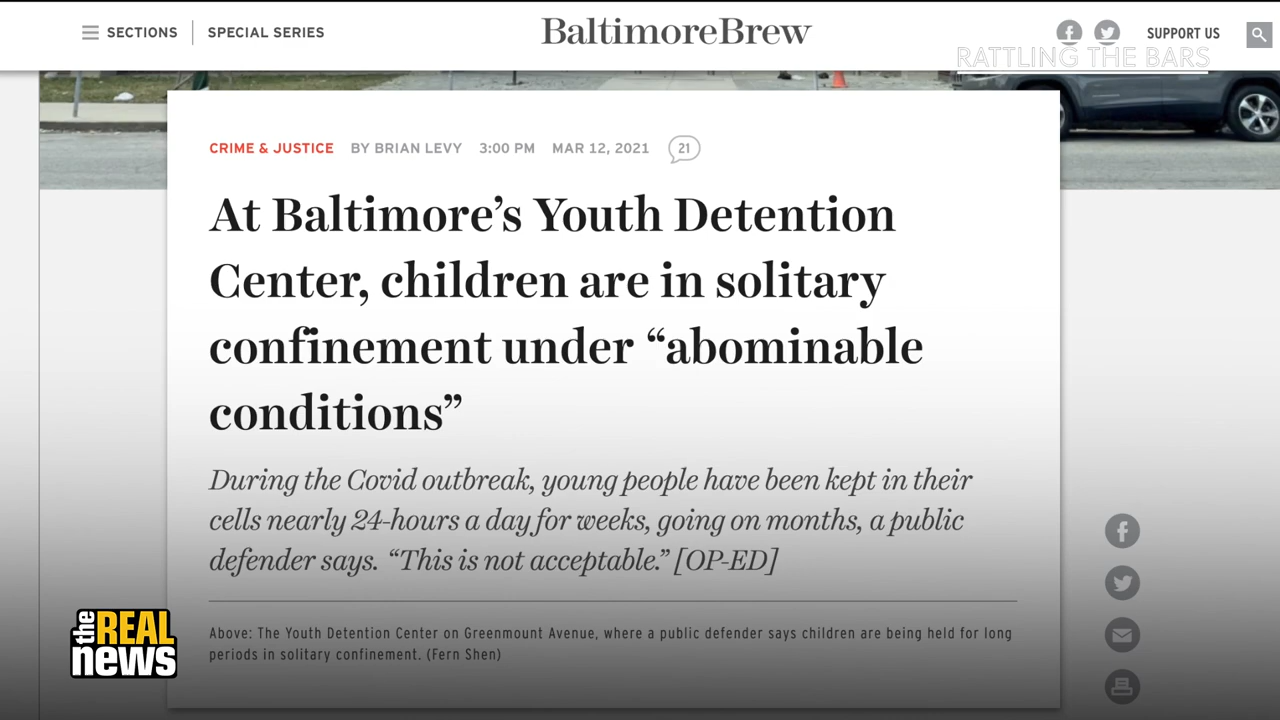 SECTIONS
SPECIAL SERIES
BaltimoreBrew
SUPPORT US
RATTLING THE BARS
CRIME & JUSTICE BY BRIAN LEVY 3:00 PM MAR 12, 2021 21
At Baltimore’s Youth Detention
Center, children are in solitary
confinement under “abominable
conditions”
During the Covid outbreak, young people have been kept in their
cells nearly 24-hours a day for weeks, going on months, a public
defender says. “This is not acceptable.” [OP-ED]
Above: The Youth Detention Center on Greenmount Avenue, where a public defender says children are being held for long
periods in solitary confinement. (Fern Shen)
the REAL
news